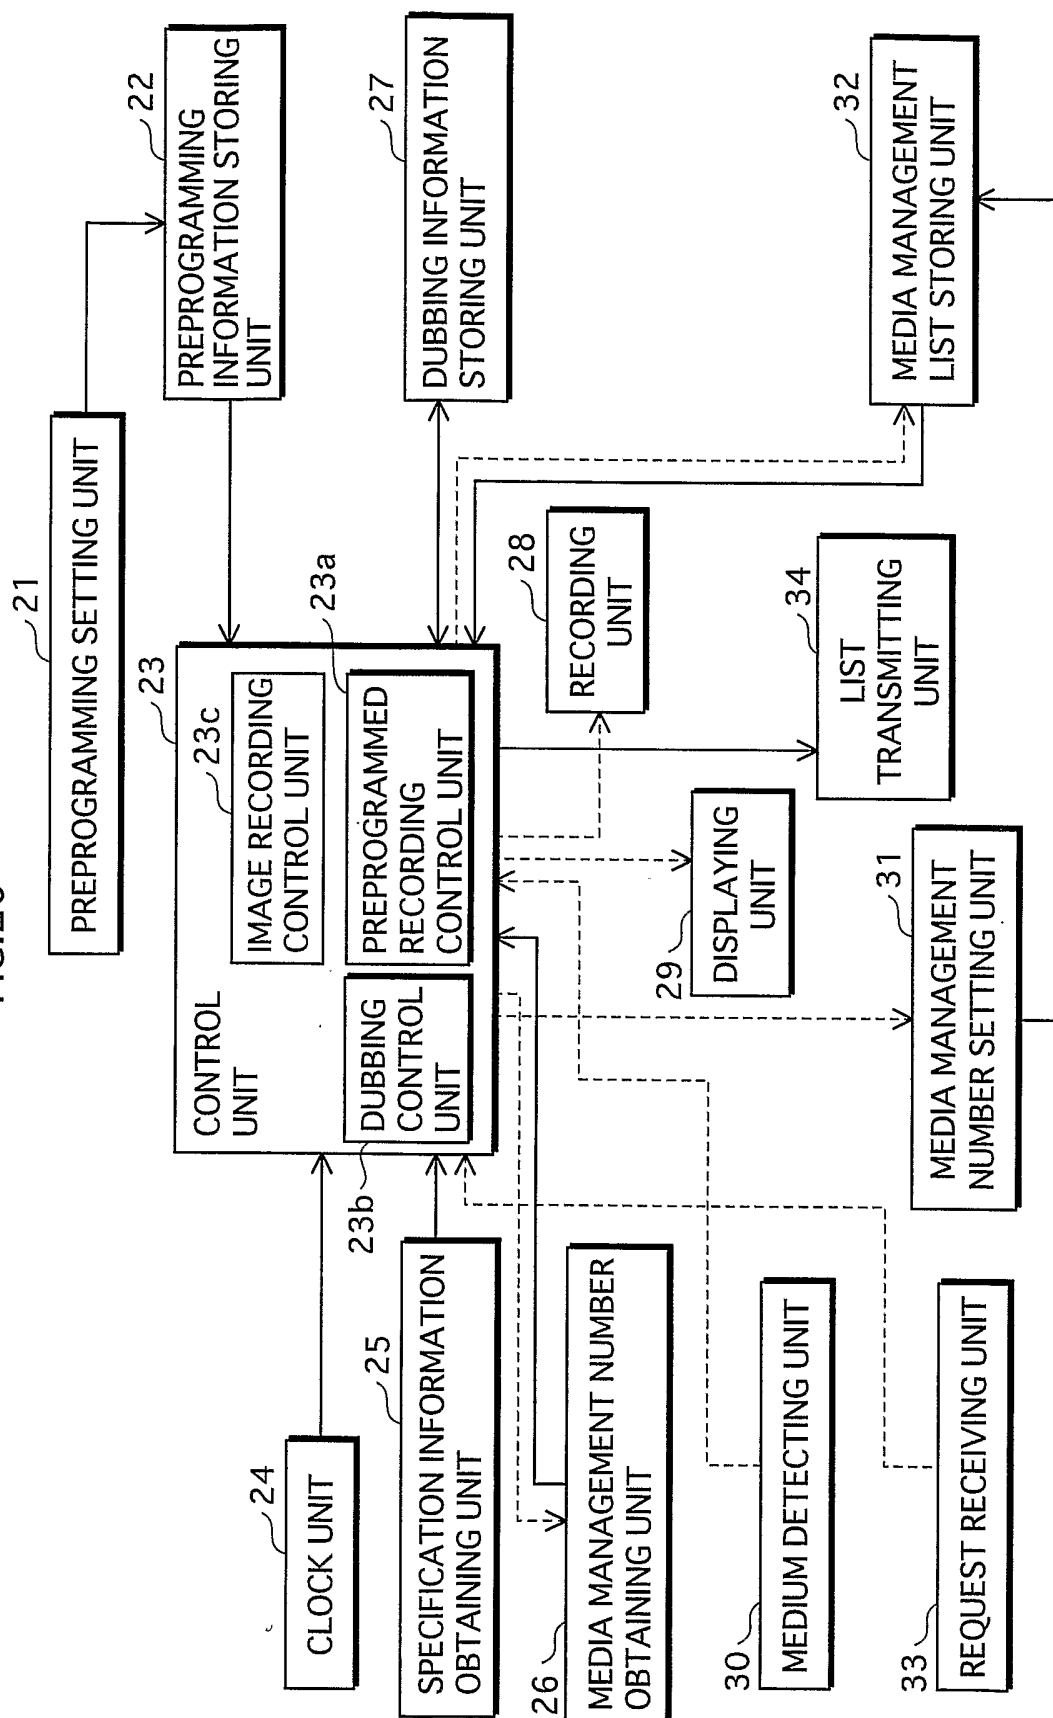 21
PREPROGRAMMING SETTING UNIT
22
PREPROGRAMMING
INFORMATION STORING
UNIT
23
CONTROL
UNIT
23c
IMAGE RECORDING
CONTROL UNIT
23a
PREPROGRAMMED
RECORDING
CONTROL UNIT
23b
DUBBING
CONTROL
UNIT
24
CLOCK UNIT
25
SPECIFICATION INFORMATION
OBTAINING UNIT
27
DUBBING INFORMATION
STORING UNIT
26
MEDIA MANAGEMENT NUMBER
OBTAINING UNIT
28
RECORDING
UNIT
29
DISPLAYING
UNIT
30
MEDIUM DETECTING UNIT
34
LIST
TRANSMITTING
UNIT
32
MEDIA MANAGEMENT
LIST STORING UNIT
31
MEDIA MANAGEMENT
NUMBER SETTING UNIT
33
REQUEST RECEIVING UNIT